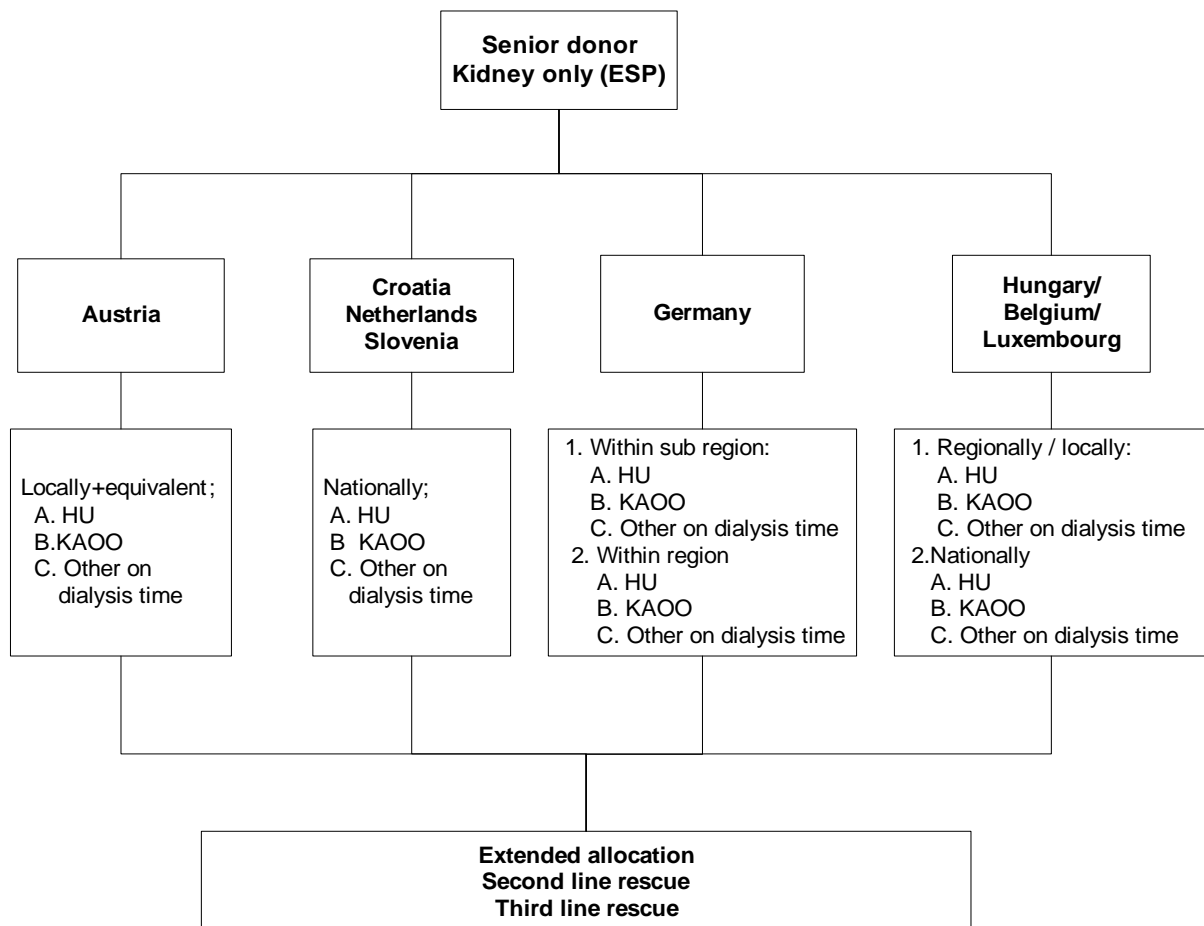 Senior donor
Kidney only (ESP)
Austria
Croatia
Netherlands
Slovenia
Germany
Hungary/
Belgium/
Luxembourg
Locally+equivalent;
A. HU
B.KAOO
C. Other on
dialysis time
Nationally;
A. HU
B KAOO
C. Other on
dialysis time
1. Within sub region:
A. HU
B. KAOO
C. Other on dialysis time
2. Within region
A. HU
B. KAOO
C. Other on dialysis time
1. Regionally / locally:
A. HU
B. KAOO
C. Other on dialysis time
2.Nationally
A. HU
B. KAOO
C. Other on dialysis time
Extended allocation
Second line rescue
Third line rescue